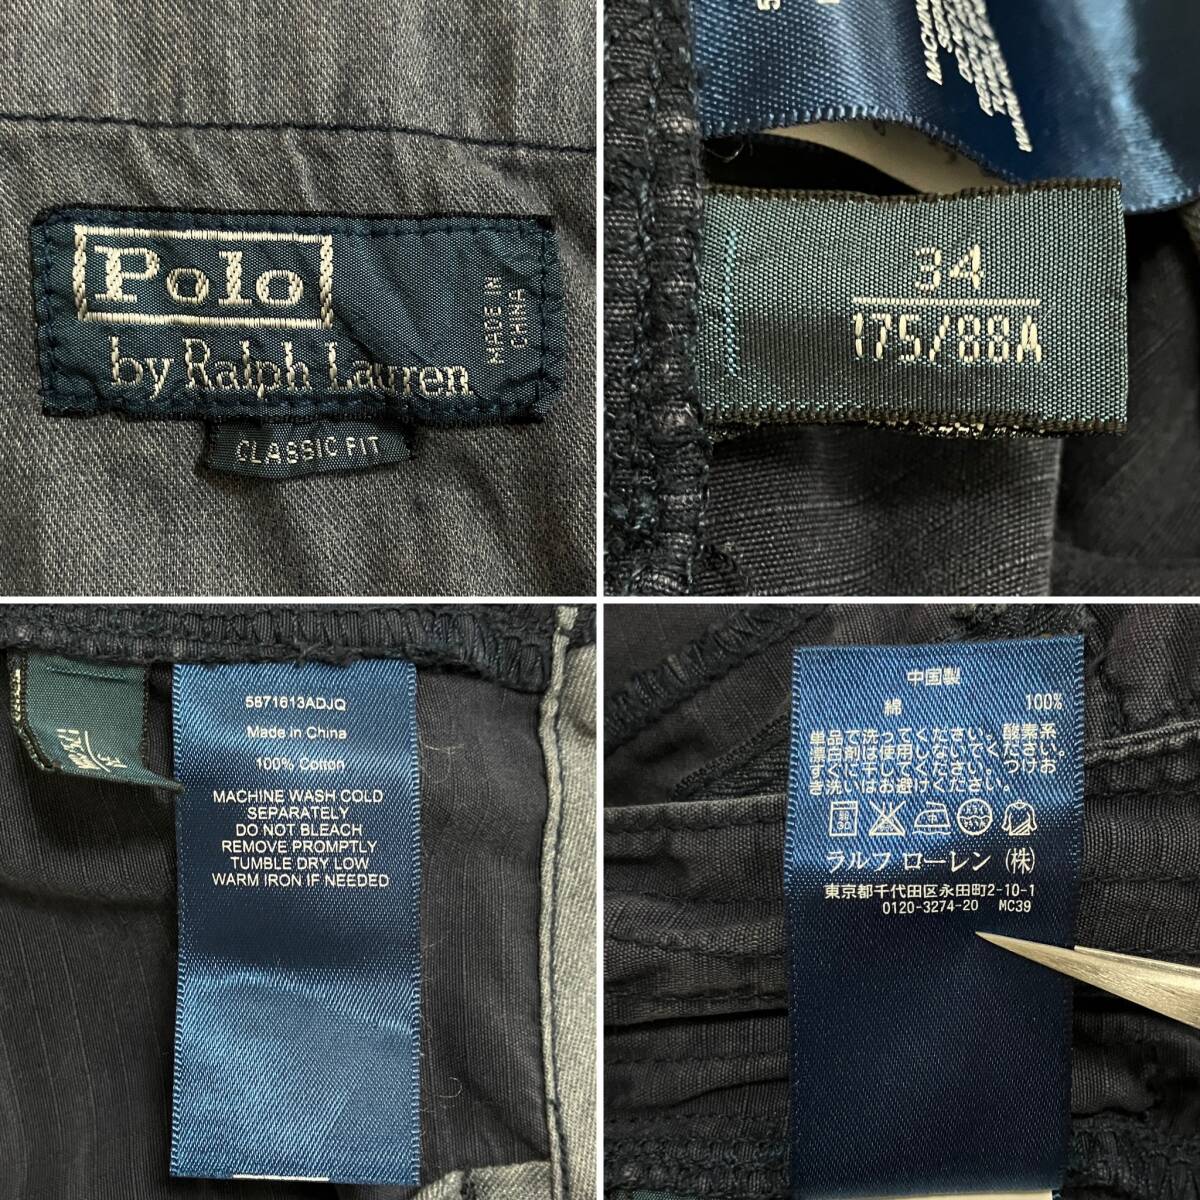 Polo
by Ralph Lauren
MADE IN
CHINA
CLASSIC FIT
34
175/88A
5871613ADJQ
Made in China
100% Cotton
MACHINE WASH COLD
SEPARATELY
DO NOT BLEACH
REMOVE PROMPTLY
TUMBLE DRY LOW
WARM IRON IF NEEDED
中国製
綿 100%
単品で洗ってください。酸素系
漂白剤は使用しないでください。
すぐに干してください。つけお
き洗いはお避けください。
ラルフ ローレン (株)
東京都千代田区永田町2-10-1
0120-3274-20 MC39